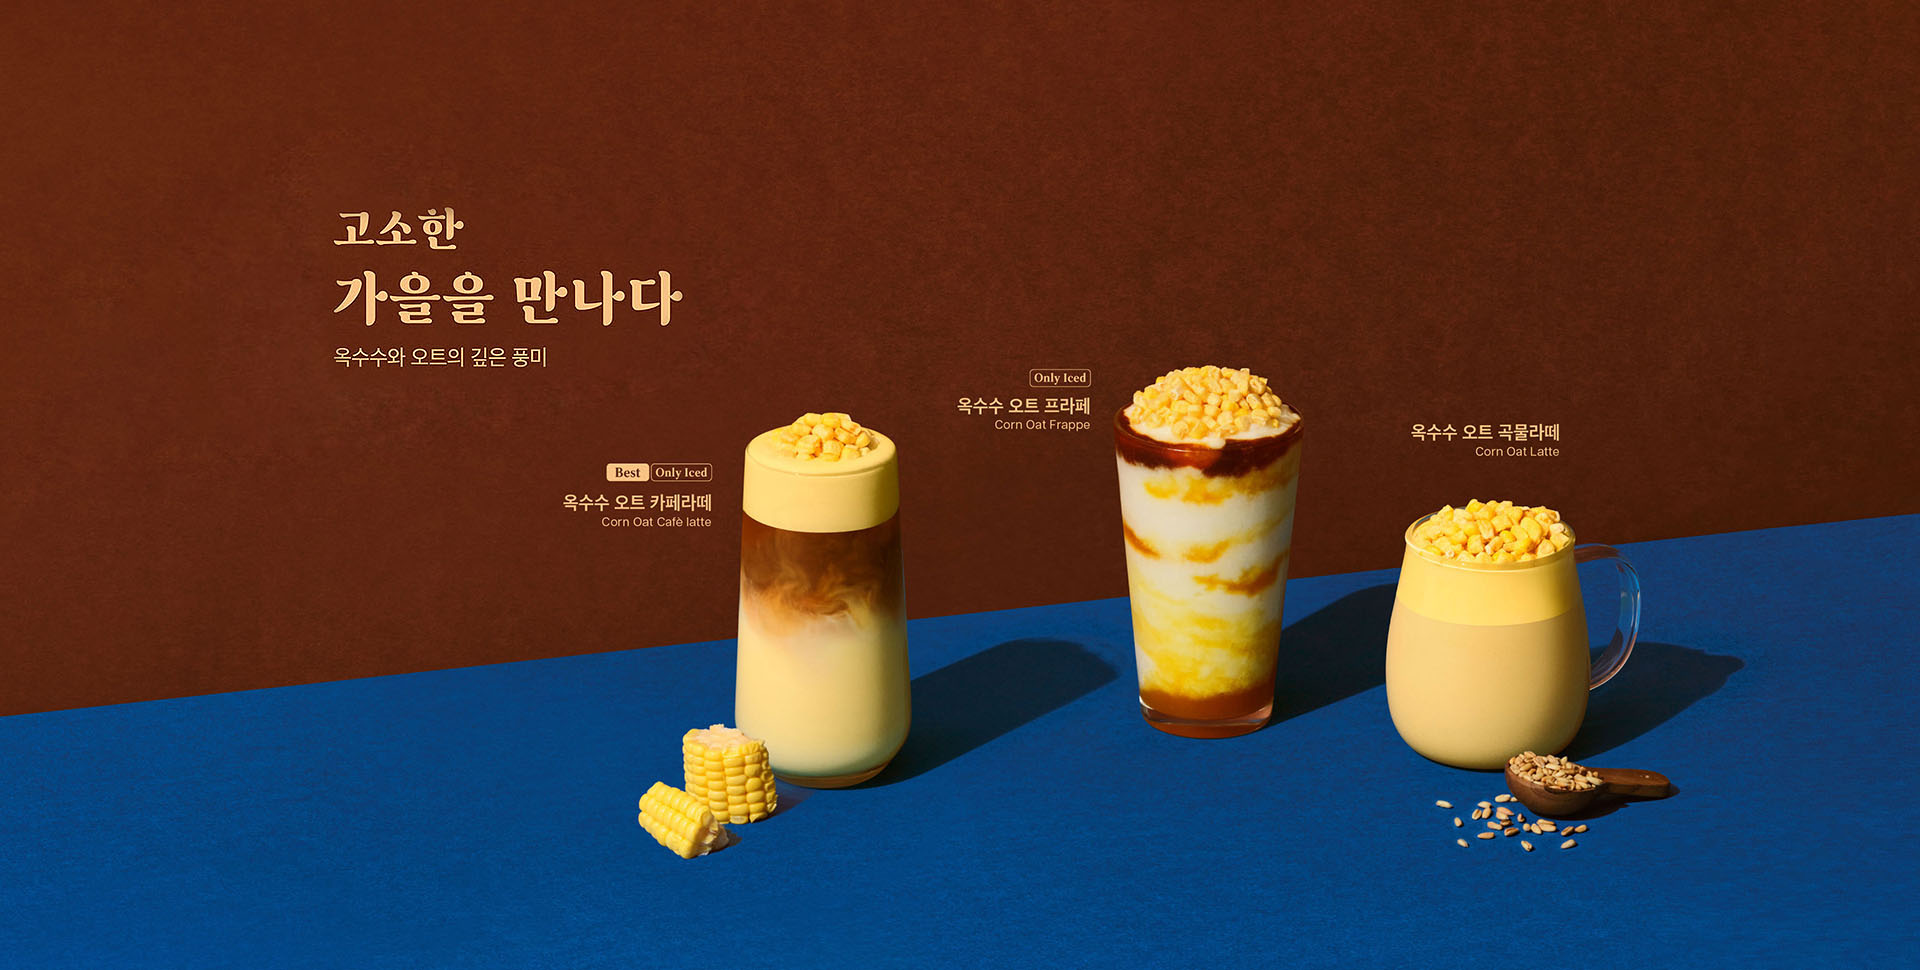 고소한
가을을 만나다
옥수수와 오트의 깊은 풍미
Best Only Iced
옥수수 오트 카페라떼
Corn Oat Cafè latte
Only Iced
옥수수 오트 프라페
Corn Oat Frappe
옥수수 오트 곡물라떼
Corn Oat Latte